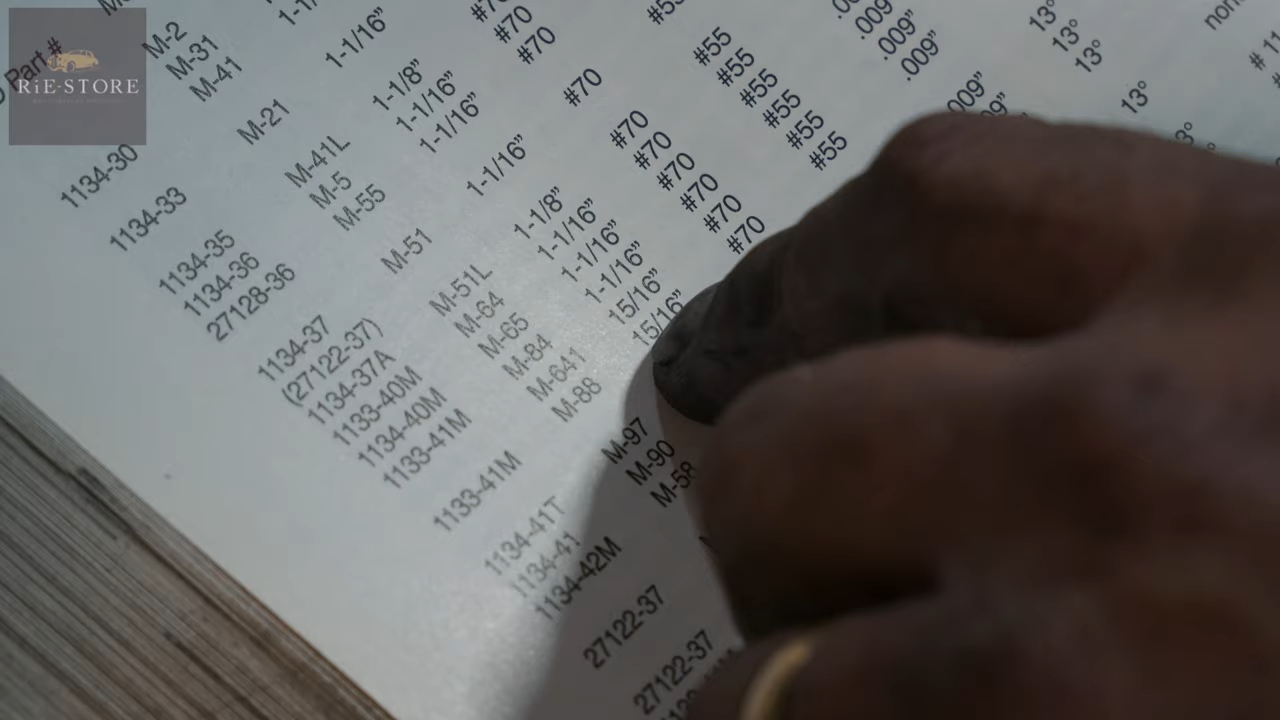 Part #
M-2
M-31
1134-30 M-41
1134-33 M-21 1-1/16”
1134-35 M-41L 1-1/8” #70
1134-36 M-5 1-1/16” #70
27128-36 M-55 1-1/16” #70
1134-37 M-51 1-1/16” #70
(27122-37)
1134-37A M-51L 1-1/8” #70 #55
1133-40M M-64 1-1/16” #70 #55
1134-40M M-65 1-1/16” #70 #55
1133-41M M-84 1-1/16” #70 #55 .009”
M-641 15/16” #70 #55 .009”
1133-41M M-88 15/16” #70 #55 .009”
1134-41T M-97 13°
1134-41 M-90 13°
1134-42M M-58 13°
27122-37 13°
27122-37
RiE-STORE